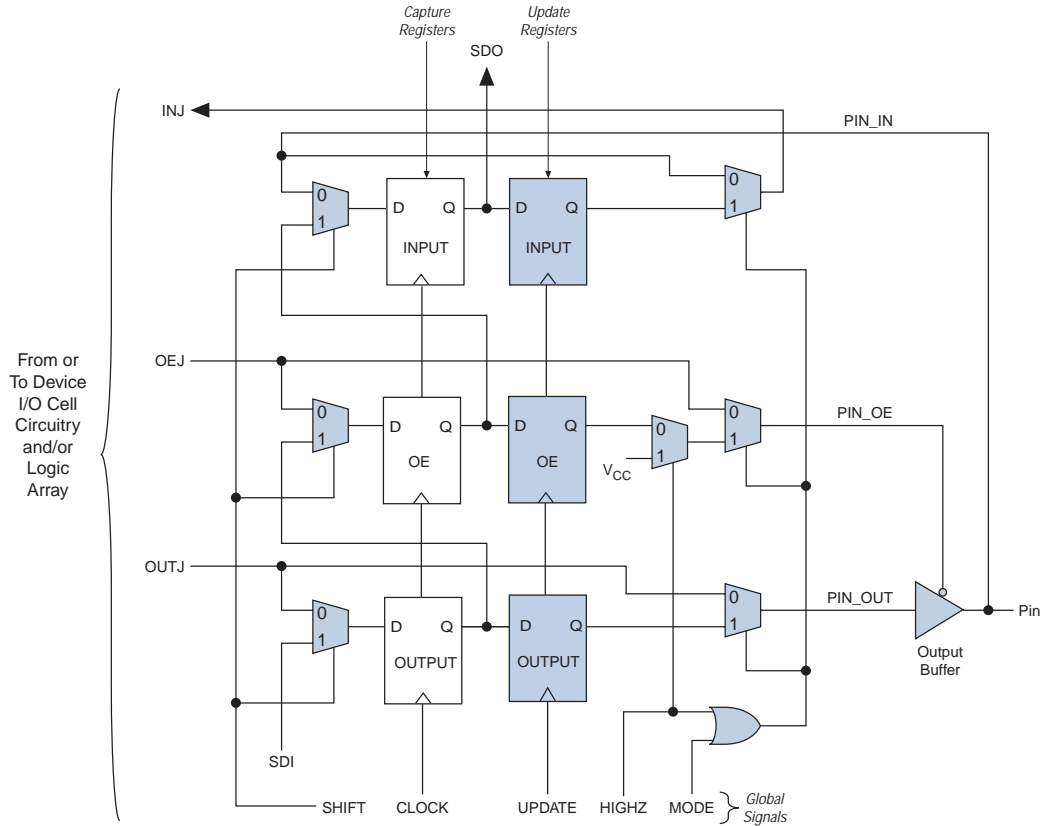 Capture
Registers
Update
Registers
SDO
INJ
PIN_IN
0
1
D Q
INPUT
D Q
INPUT
0
1
From or
To Device
I/O Cell
Circuitry
and/or
Logic
Array
OEJ
0
1
D Q
OE
D Q
OE
0
1
VCC
0
1
PIN_OE
OUTJ
0
1
D Q
OUTPUT
D Q
OUTPUT
0
1
PIN_OUT
Pin
Output
Buffer
SDI
SHIFT
CLOCK
UPDATE
HIGHZ
MODE
Global
Signals